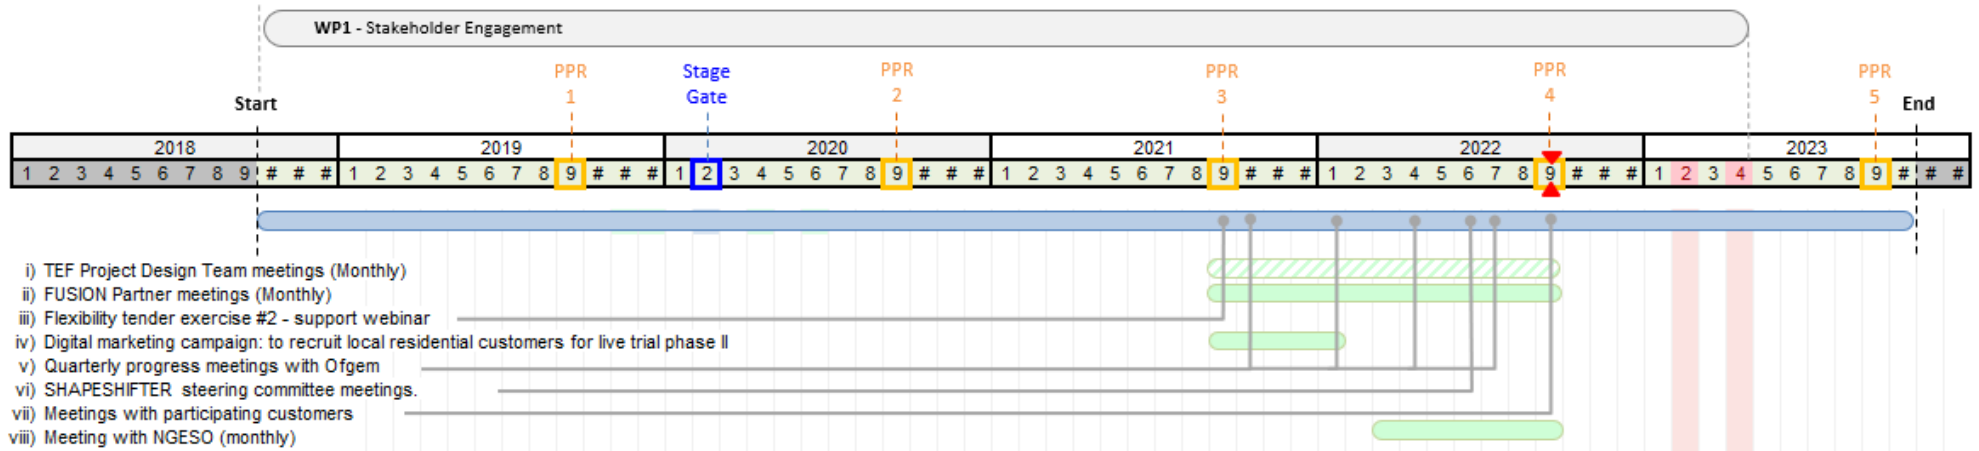 WP1 - Stakeholder Engagement
PPR Stage PPR PPR PPR PPR
1 Gate 2 3 4 5
Start End
2018 2019 2020 2021 2022 2023
1 2 3 4 5 6 7 8 9 # # # 1 2 3 4 5 6 7 8 9 # # # 1 2 3 4 5 6 7 8 9 # # # 1 2 3 4 5 6 7 8 9 # # # 1 2 3 4 5 6 7 8 9 # # # 1 2 3 4 5 6 7 8 9 # # #
i) TEF Project Design Team meetings (Monthly)
ii) FUSION Partner meetings (Monthly)
iii) Flexibility tender exercise #2 - support webinar
iv) Digital marketing campaign: to recruit local residential customers for live trial phase II
v) Quarterly progress meetings with Ofgem
vi) SHAPESHIFTER steering committee meetings.
vii) Meetings with participating customers
viii) Meeting with NGESO (monthly)